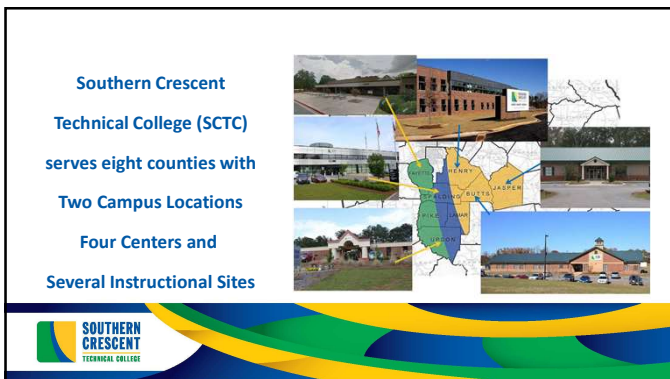 Southern Crescent
Technical College (SCTC)
serves eight counties with
Two Campus Locations
Four Centers and
Several Instructional Sites
FAYETTE
HENRY
SPALDING
BUTTS
JASPER
PIKE
LAMAR
UPSON
SOUTHERN
CRESCENT
TECHNICAL COLLEGE